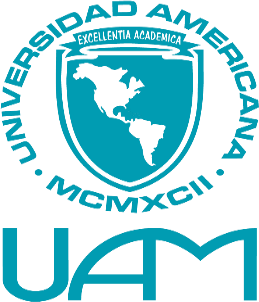 UNIVERSIDAD AMERICANA
EXCELLENTIA ACADEMICA
· MCMXCII ·
UAM